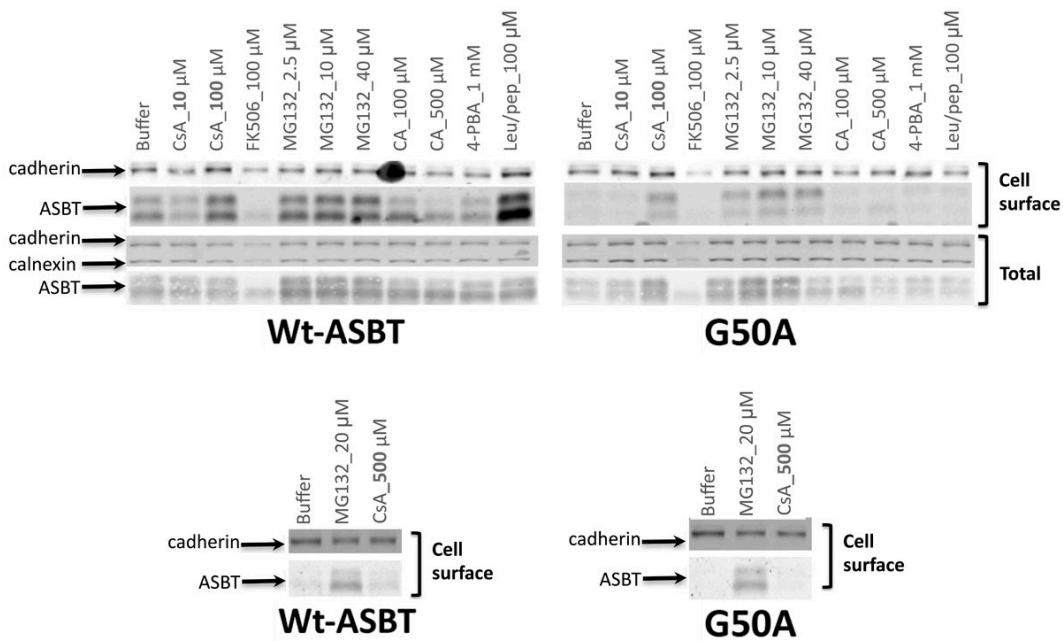 Buffer
CsA_10 µM
CsA_100 µM
FK506_100 µM
MG132_2.5 µM
MG132_10 µM
MG132_40 µM
CA_100 µM
CA_500 µM
4-PBA_1 mM
Leu/pep_100 µM
Buffer
CsA_10 µM
CsA_100 µM
FK506_100 µM
MG132_2.5 µM
MG132_10 µM
MG132_40 µM
CA_100 µM
CA_500 µM
4-PBA_1 mM
Leu/pep_100 µM
cadherin
ASBT
cadherin
calnexin
ASBT
Cell
surface
Total
Wt-ASBT
G50A
Buffer
MG132_20 µM
CsA_500 µM
cadherin
ASBT
Cell
surface
Wt-ASBT
Buffer
MG132_20 µM
CsA_500 µM
cadherin
ASBT
Cell
surface
G50A